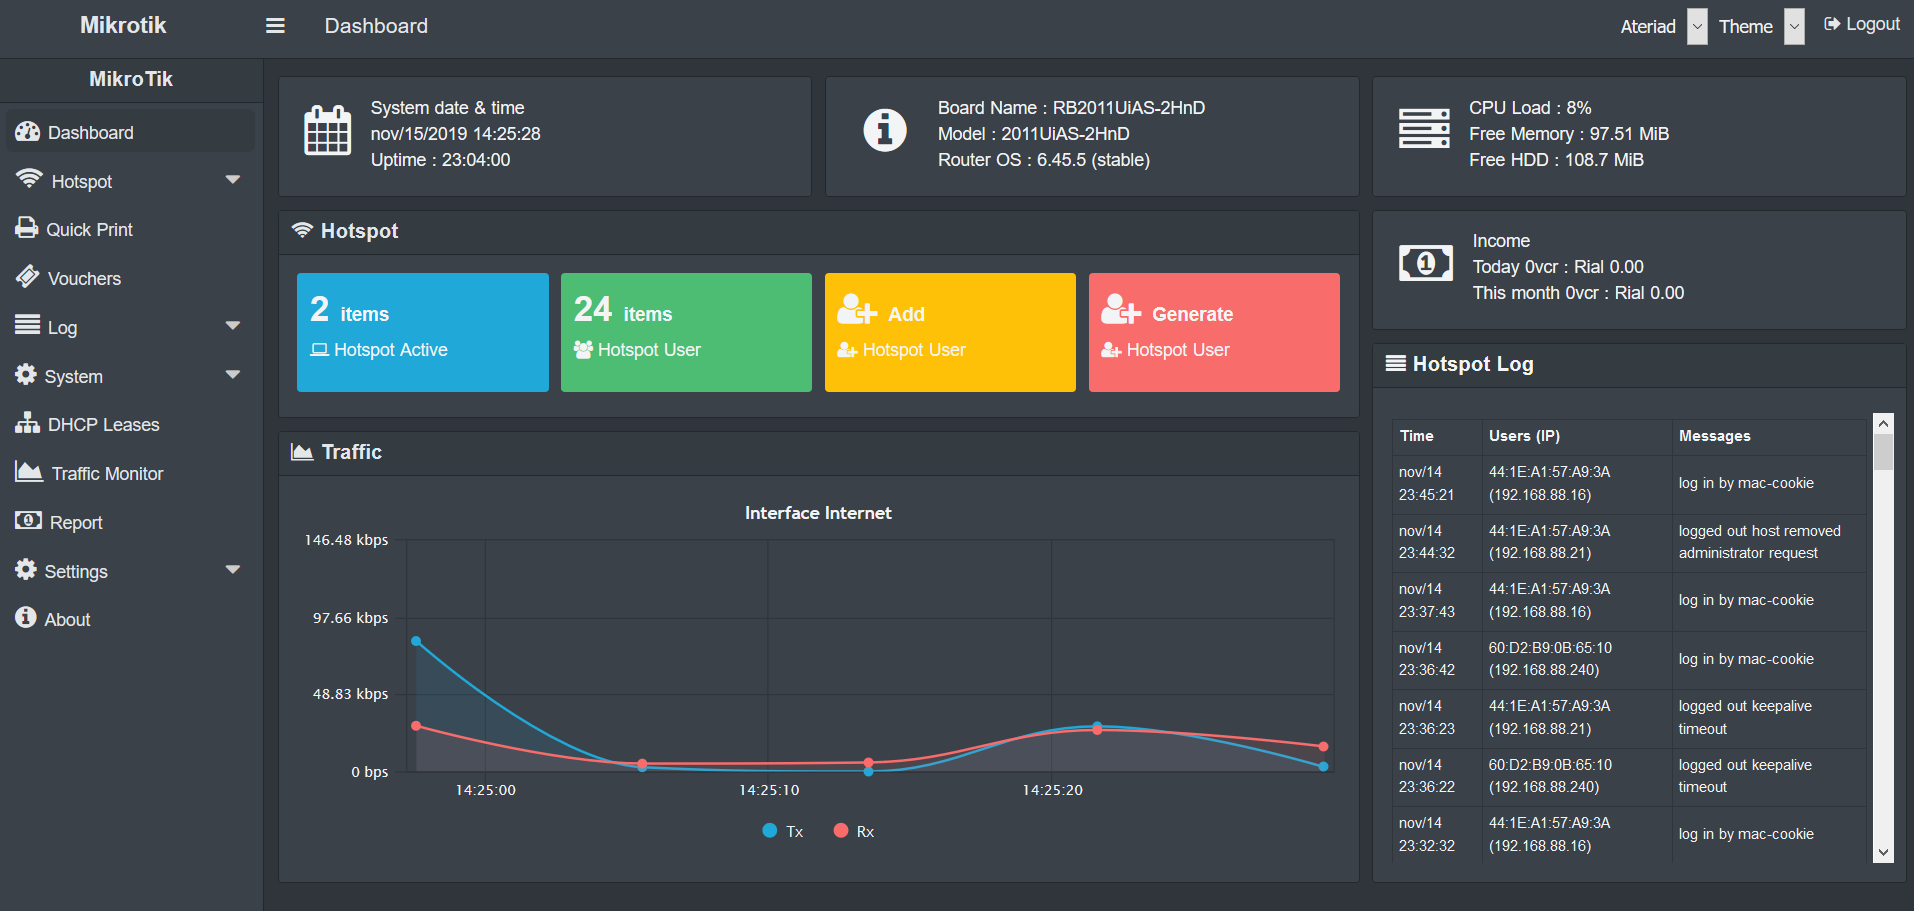 Mikrotik
Dashboard
Ateriad
Theme
Logout
MikroTik
Dashboard
Hotspot
Quick Print
Vouchers
Log
System
DHCP Leases
Traffic Monitor
Report
Settings
About
System date & time
nov/15/2019 14:25:28
Uptime : 23:04:00
Board Name : RB2011UiAS-2HnD
Model : 2011UiAS-2HnD
Router OS : 6.45.5 (stable)
CPU Load : 8%
Free Memory : 97.51 MiB
Free HDD : 108.7 MiB
Hotspot
2 items
Hotspot Active
24 items
Hotspot User
Add
Hotspot User
Generate
Hotspot User
Income
Today 0vcr : Rial 0.00
This month 0vcr : Rial 0.00
Traffic
Interface Internet
146.48 kbps
97.66 kbps
48.83 kbps
0 bps
14:25:00
14:25:10
14:25:20
Tx
Rx
Hotspot Log
Time Users (IP) Messages
nov/14 44:1E:A1:57:A9:3A
23:45:21 (192.168.88.16)
log in by mac-cookie
nov/14 44:1E:A1:57:A9:3A logged out host removed
23:44:32 (192.168.88.21) administrator request
nov/14 44:1E:A1:57:A9:3A
23:37:43 (192.168.88.16)
log in by mac-cookie
nov/14 60:D2:B9:0B:65:10
23:36:42 (192.168.88.240)
log in by mac-cookie
nov/14 44:1E:A1:57:A9:3A logged out keepalive
23:36:23 (192.168.88.21) timeout
nov/14 60:D2:B9:0B:65:10 logged out keepalive
23:36:22 (192.168.88.240) timeout
nov/14 44:1E:A1:57:A9:3A
23:32:32 (192.168.88.16)
log in by mac-cookie